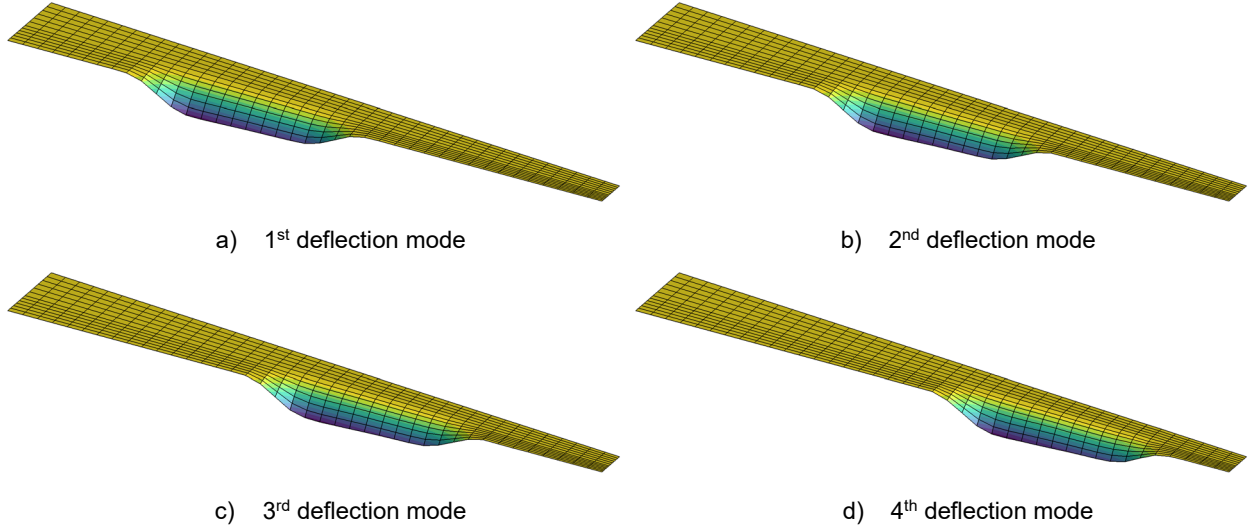 a) 1st deflection mode
b) 2nd deflection mode
c) 3rd deflection mode
d) 4th deflection mode